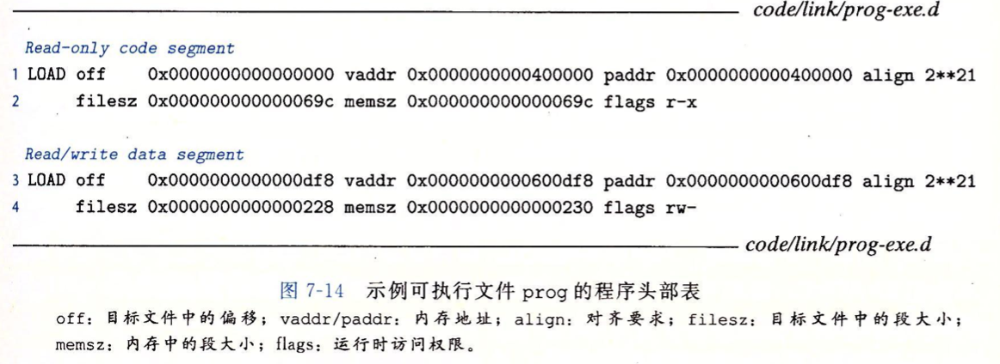 code/link/prog-exe.d
Read-only code segment
1 LOAD off    0x0000000000000000 vaddr 0x0000000000400000 paddr 0x0000000000400000 align 2**21
2      filesz 0x000000000000069c memsz 0x000000000000069c flags r-x
Read/write data segment
3 LOAD off    0x0000000000000df8 vaddr 0x0000000000600df8 paddr 0x0000000000600df8 align 2**21
4      filesz 0x0000000000000228 memsz 0x0000000000000230 flags rw-
code/link/prog-exe.d
图 7-14 示例可执行文件 prog 的程序头部表
off：目标文件中的偏移；vaddr/paddr：内存地址；align：对齐要求；filesz：目标文件中的段大小；
memsz：内存中的段大小；flags：运行时访问权限。